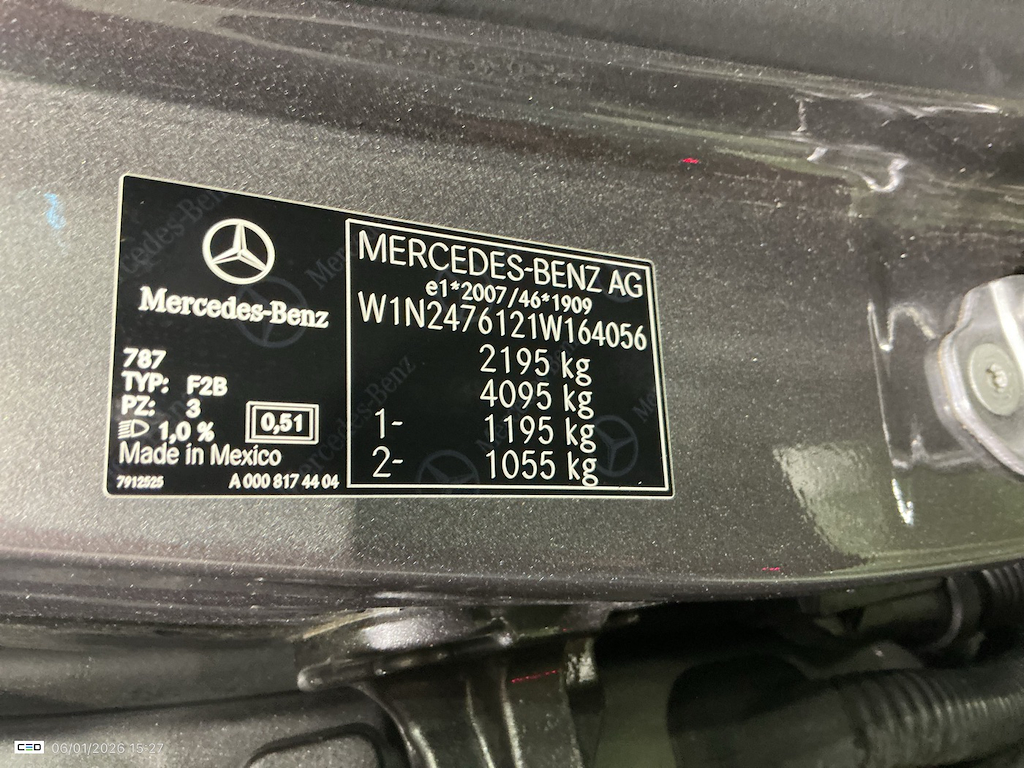 Mercedes-Benz
787
TYP: F2B
PZ: 3
1,0 %
0,51
Made in Mexico
7912525 A 000 817 44 04
MERCEDES-BENZ AG
e1*2007/46*1909
W1N2476121W164056
2195 kg
4095 kg
1- 1195 kg
2- 1055 kg
CEO 06/01/2026 15:27